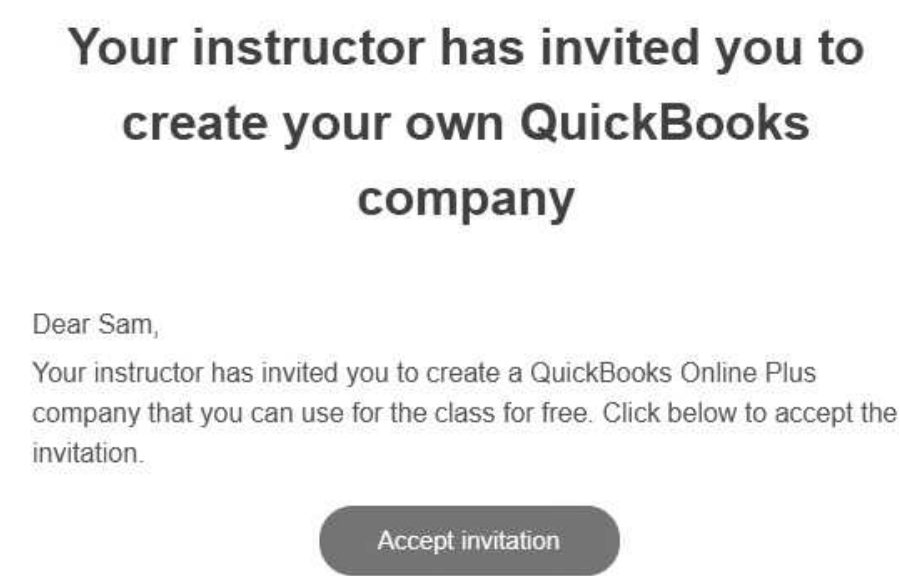 Your instructor has invited you to
create your own QuickBooks
company
Dear Sam,
Your instructor has invited you to create a QuickBooks Online Plus
company that you can use for the class for free. Click below to accept the
invitation.
Accept invitation